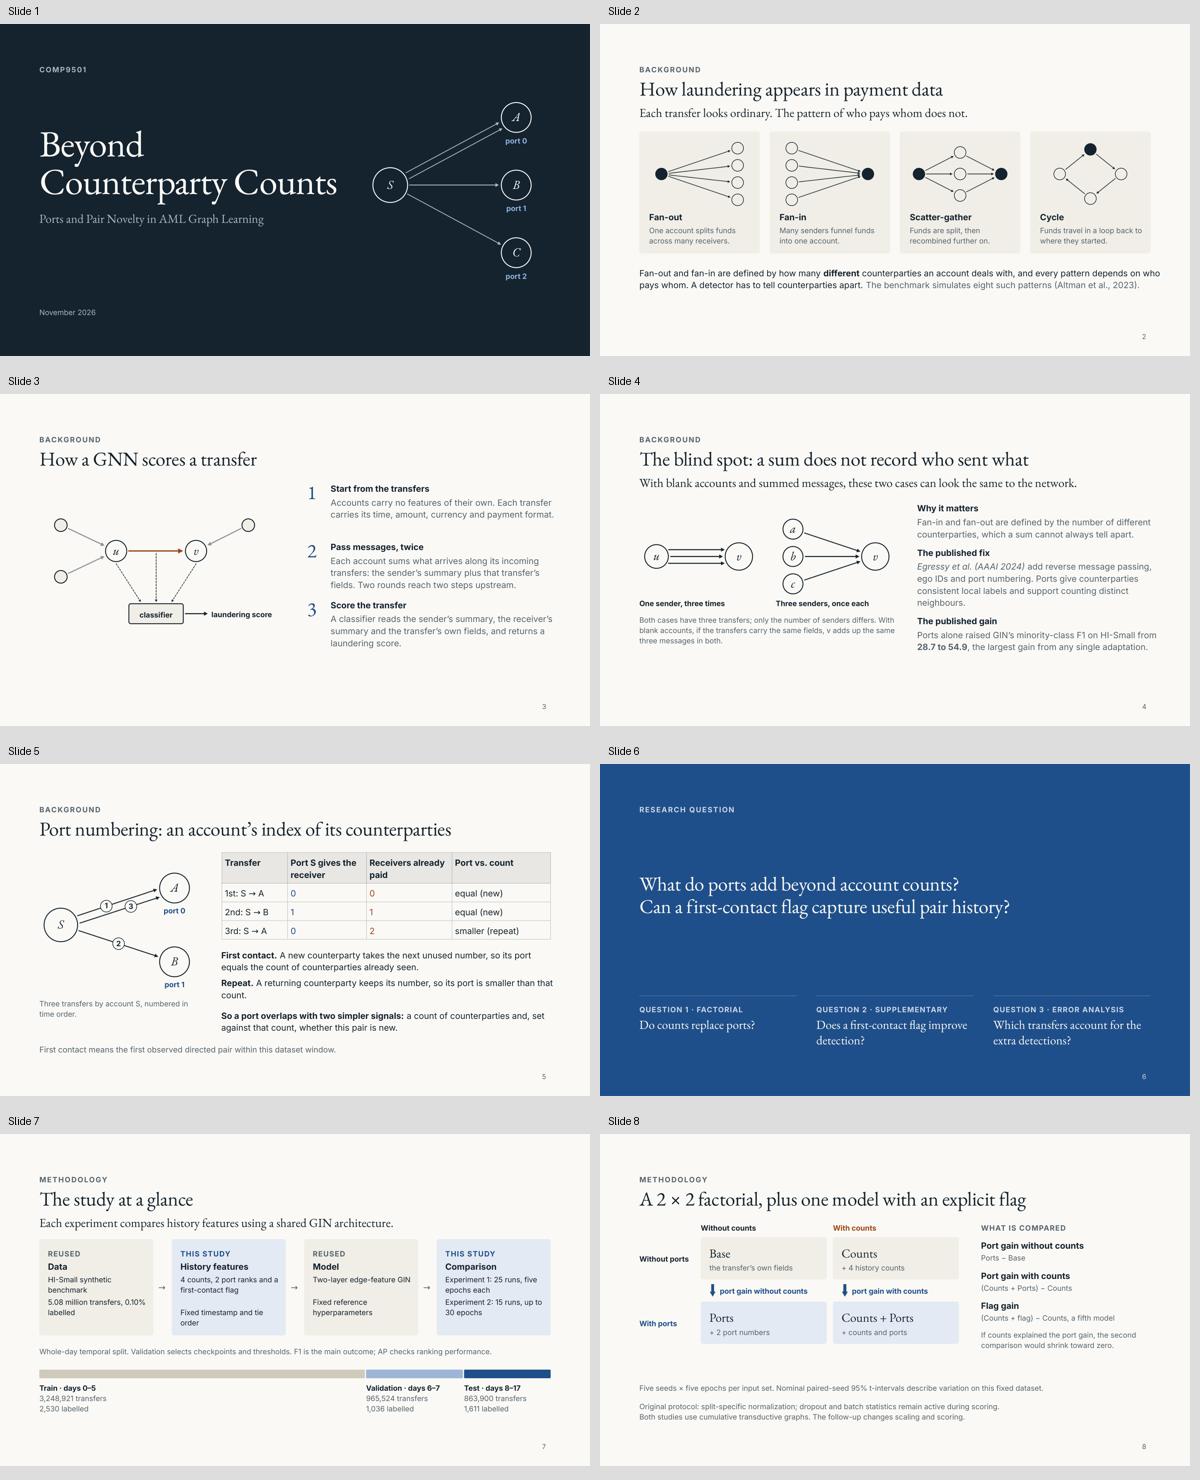 Slide 1
COMP9501
Beyond
Counterparty Counts
Ports and Pair Novelty in AML Graph Learning
November 2026
S
A
port 0
B
port 1
C
port 2
Slide 2
BACKGROUND
How laundering appears in payment data
Each transfer looks ordinary. The pattern of who pays whom does not.
Fan-out
One account splits funds
across many receivers.
Fan-in
Many senders funnel funds
into one account.
Scatter-gather
Funds are split, then
recombined further on.
Cycle
Funds travel in a loop back to
where they started.
Fan-out and fan-in are defined by how many different counterparties an account deals with, and every pattern depends on who
pays whom. A detector has to tell counterparties apart. The benchmark simulates eight such patterns (Altman et al., 2023).
2
Slide 3
BACKGROUND
How a GNN scores a transfer
u
v
classifier
laundering score
1
Start from the transfers
Accounts carry no features of their own. Each transfer
carries its time, amount, currency and payment format.
2
Pass messages, twice
Each account sums what arrives along its incoming
transfers: the sender’s summary plus that transfer’s
fields. Two rounds reach two steps upstream.
3
Score the transfer
A classifier reads the sender’s summary, the receiver’s
summary and the transfer’s own fields, and returns a
laundering score.
3
Slide 4
BACKGROUND
The blind spot: a sum does not record who sent what
With blank accounts and summed messages, these two cases can look the same to the network.
u
v
One sender, three times
a
b
c
v
Three senders, once each
Both cases have three transfers; only the number of senders differs. With
blank accounts, if the transfers carry the same fields, v adds up the same
three messages in both.
Why it matters
Fan-in and fan-out are defined by the number of different
counterparties, which a sum cannot always tell apart.
The published fix
Egressy et al. (AAAI 2024) add reverse message passing,
ego IDs and port numbering. Ports give counterparties
consistent local labels and support counting distinct
neighbours.
The published gain
Ports alone raised GIN’s minority-class F1 on HI-Small from
28.7 to 54.9, the largest gain from any single adaptation.
4
Slide 5
BACKGROUND
Port numbering: an account’s index of its counterparties
S
1
3
2
A
port 0
B
port 1
Three transfers by account S, numbered in
time order.
Transfer
Port S gives the
receiver
Receivers already
paid
Port vs. count
1st: S → A
0
0
equal (new)
2nd: S → B
1
1
equal (new)
3rd: S → A
0
2
smaller (repeat)
First contact. A new counterparty takes the next unused number, so its port
equals the count of counterparties already seen.
Repeat. A returning counterparty keeps its number, so its port is smaller than that
count.
So a port overlaps with two simpler signals: a count of counterparties and, set
against that count, whether this pair is new.
First contact means the first observed directed pair within this dataset window.
5
Slide 6
RESEARCH QUESTION
What do ports add beyond account counts?
Can a first-contact flag capture useful pair history?
QUESTION 1 · FACTORIAL
Do counts replace ports?
QUESTION 2 · SUPPLEMENTARY
Does a first-contact flag improve
detection?
QUESTION 3 · ERROR ANALYSIS
Which transfers account for the
extra detections?
6
Slide 7
METHODOLOGY
The study at a glance
Each experiment compares history features using a shared GIN architecture.
REUSED
Data
HI-Small synthetic
benchmark
5.08 million transfers, 0.10%
labelled
→
THIS STUDY
History features
4 counts, 2 port ranks and a
first-contact flag
Fixed timestamp and tie
order
→
REUSED
Model
Two-layer edge-feature GIN
Fixed reference
hyperparameters
→
THIS STUDY
Comparison
Experiment 1: 25 runs, five
epochs each
Experiment 2: 15 runs, up to
30 epochs
Whole-day temporal split. Validation selects checkpoints and thresholds. F1 is the main outcome; AP checks ranking performance.
Train · days 0–5
3,248,921 transfers
2,530 labelled
Validation · days 6–7
965,524 transfers
1,036 labelled
Test · days 8–17
863,900 transfers
1,611 labelled
7
Slide 8
METHODOLOGY
A 2 × 2 factorial, plus one model with an explicit flag
Without counts
With counts
Without ports
Base
the transfer’s own fields
Counts
+ 4 history counts
port gain without counts
port gain with counts
With ports
Ports
+ 2 port numbers
Counts + Ports
+ counts and ports
WHAT IS COMPARED
Port gain without counts
Ports − Base
Port gain with counts
(Counts + Ports) − Counts
Flag gain
(Counts + flag) − Counts, a fifth model
If counts explained the port gain, the second
comparison would shrink toward zero.
Five seeds × five epochs per input set. Nominal paired-seed 95% t-intervals describe variation on this fixed dataset.
Original protocol: split-specific normalization; dropout and batch statistics remain active during scoring.
Both studies use cumulative transductive graphs. The follow-up changes scaling and scoring.
8